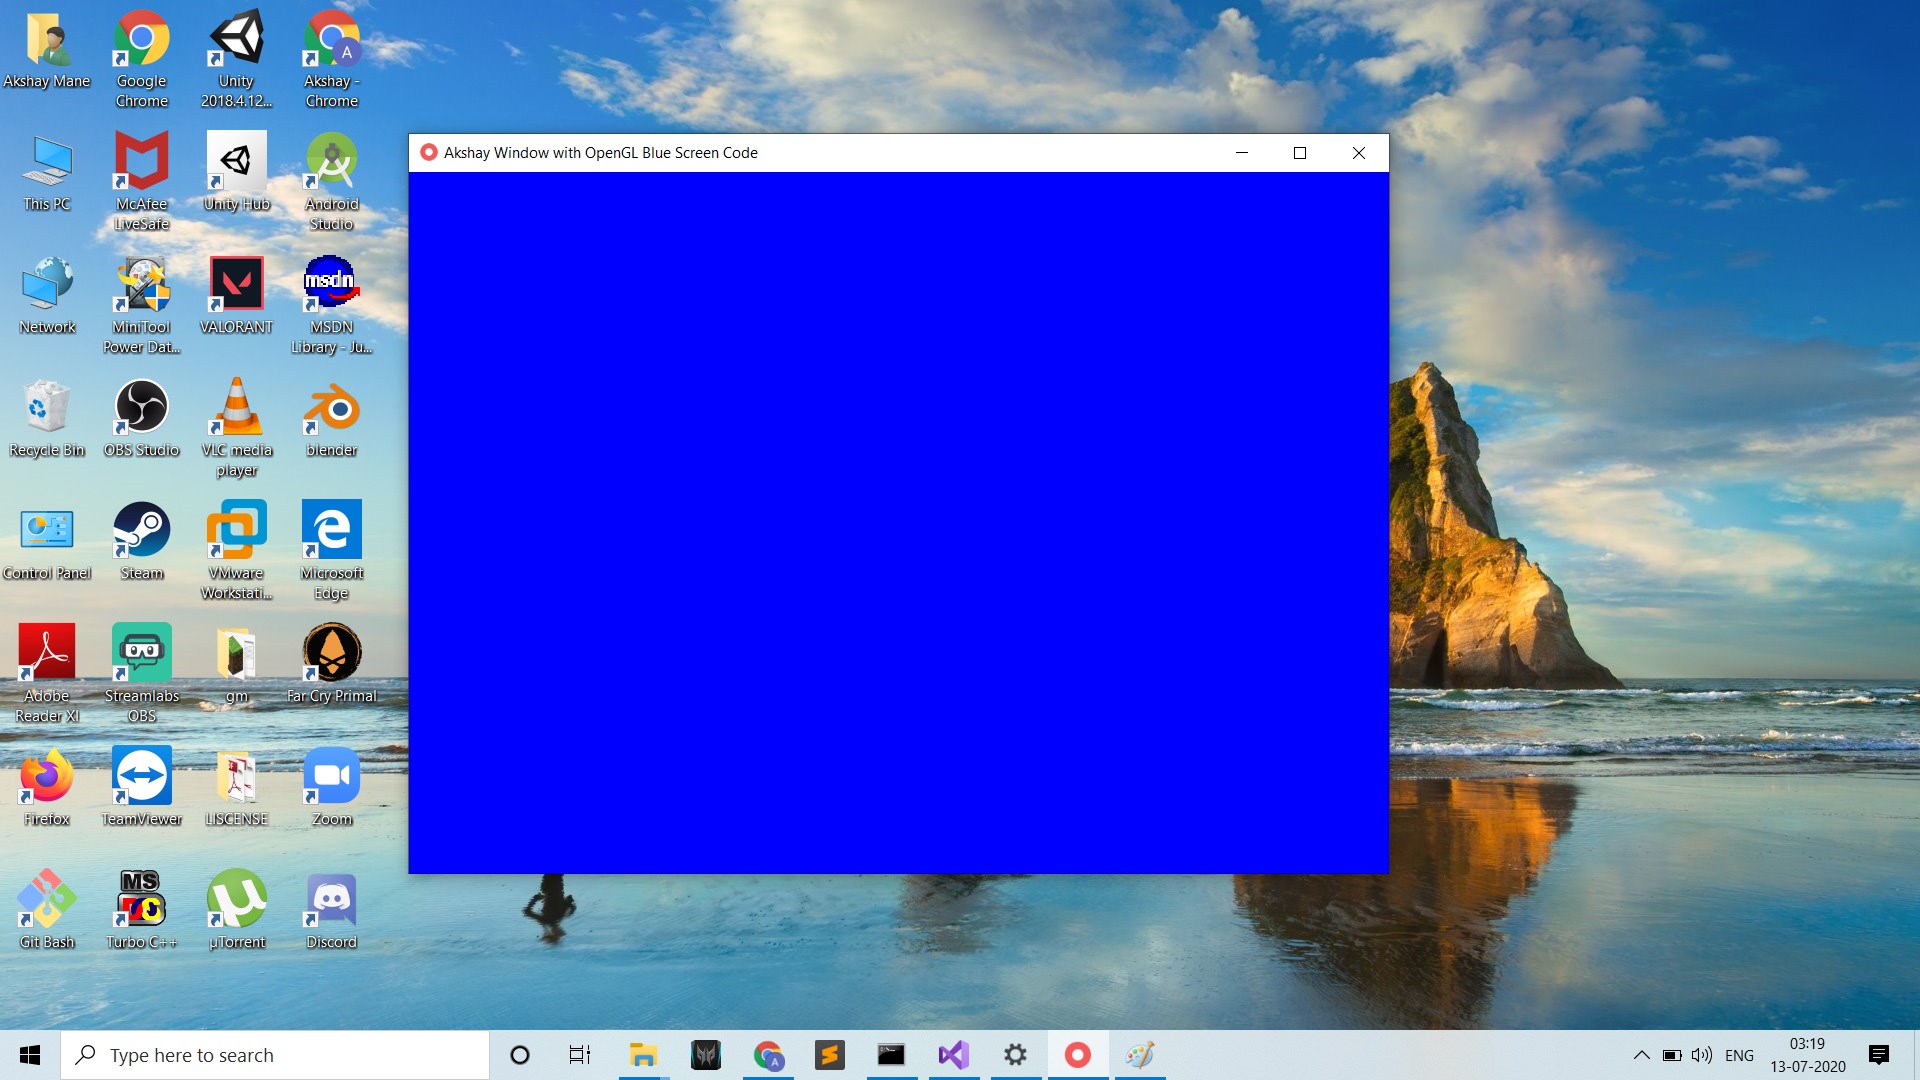 Akshay Mane
Google
Chrome
Unity
2018.4.12...
Akshay -
Chrome
A
This PC
McAfee
LiveSafe
Unity Hub
Android
Studio
Network
MiniTool
Power Dat...
VALORANT
msdn
MSDN
Library - Ju...
Recycle Bin
OBS Studio
VLC media
player
blender
Control Panel
Steam
VMware
Workstati...
Microsoft
Edge
Adobe
Reader XI
Streamlabs
OBS
gm
Far Cry Primal
Firefox
TeamViewer
LISCENSE
Zoom
Git Bash
MS
Turbo C++
µTorrent
Discord
Akshay Window with OpenGL Blue Screen Code
Type here to search
A
ENG
03:19
13-07-2020